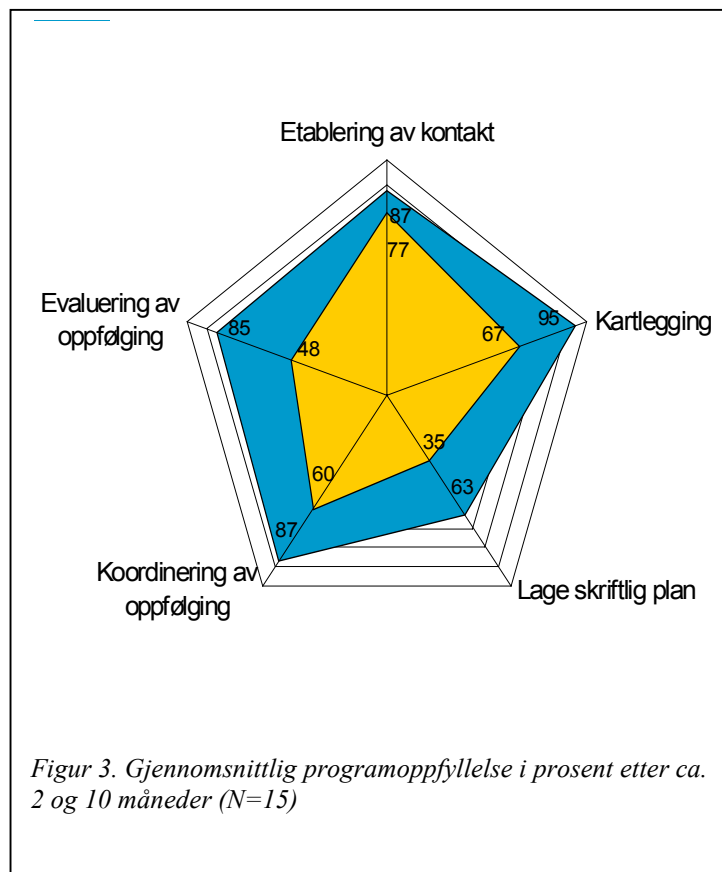 Etablering av kontakt
87
77
Evaluering av
oppfølging
85
48
67
95
Kartlegging
35
63
60
87
Koordinering av
oppfølging
Lage skriftlig plan
Figur 3. Gjennomsnittlig programoppfyllelse i prosent etter ca.
2 og 10 måneder (N=15)